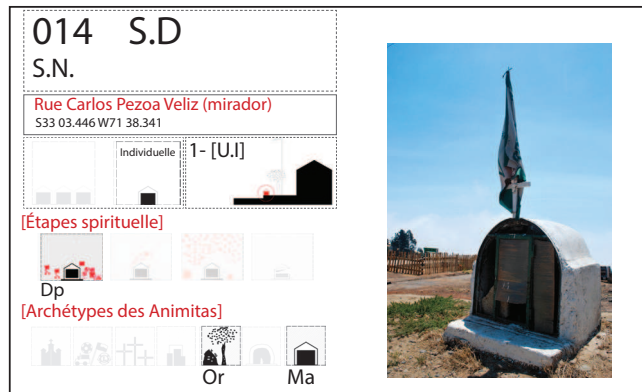 014 S.D
S.N.
Rue Carlos Pezoa Veliz (mirador)
S33 03.446 W71 38.341
Individuelle
1- [U.I]
[Étapes spirituelle]
Dp
[Archétypes des Animitas]
Or Ma